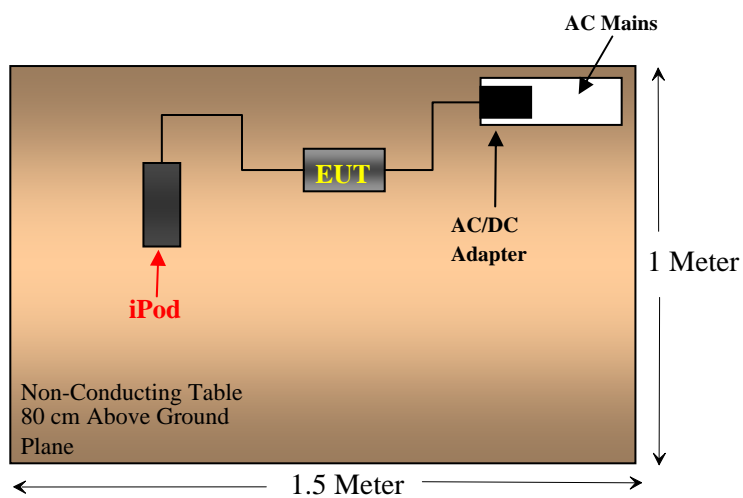 AC Mains
EUT
AC/DC
Adapter
1 Meter
iPod
Non-Conducting Table
80 cm Above Ground
Plane
1.5 Meter